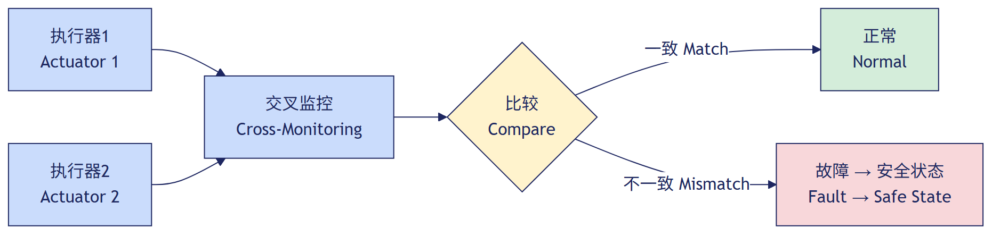 执行器1
Actuator 1
执行器2
Actuator 2
交叉监控
Cross-Monitoring
比较
Compare
一致 Match
不一致 Mismatch
正常
Normal
故障 → 安全状态
Fault → Safe State